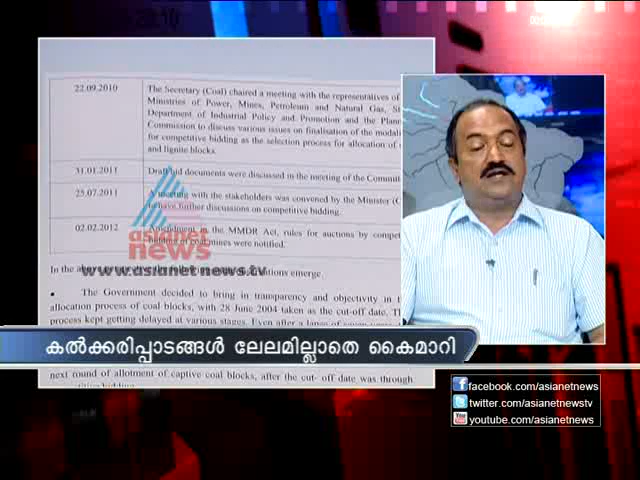 22.09.2010 The Secretary (Coal) chaired a meeting with the representatives of
Ministries of Power, Mines, Petroleum and Natural Gas, St
Department of Industrial Policy and Promotion and the Plan
Commission to discuss various issues on finalisation of the modali
for competitive bidding as the selection process for allocation of
and lignite blocks.
31.01.2011 Draft bid documents were discussed in the meeting of the Commit
25.07.2011 A meeting with the stakeholders was convened by the Minister (C
to have further discussions on competitive bidding.
02.02.2012 Amendment in the MMDR Act, rules for auctions by compet
bidding of coal mines were notified.
asianet
news
www.asianetnews.tv
In the above
emerge.
• The Government decided to bring in transparency and objectivity in t
allocation process of coal blocks, with 28 June 2004 taken as the cut-off date. T
process kept getting delayed at various stages. Even after a lapse of
കൽക്കരിപ്പാടങ്ങൾ ലേലമില്ലാതെ കൈമാറി
next round of allotment of captive coal blocks, after the cut- off date was through
bidding
facebook.com/asianetnews
twitter.com/asianetnewstv
youtube.com/asianetnews